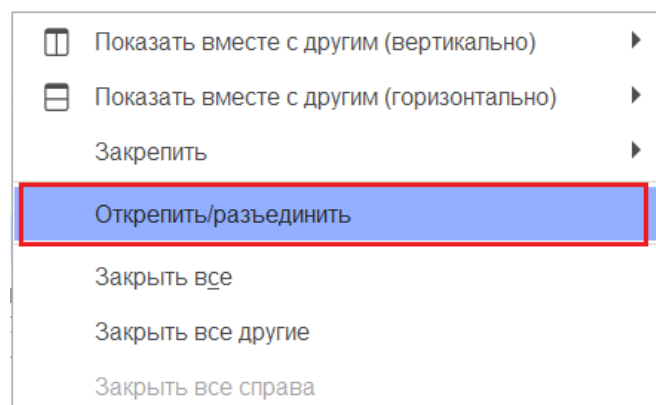 Показать вместе с другим (вертикально)
Показать вместе с другим (горизонтально)
Закрепить
Открепить/разъединить
Закрыть все
Закрыть все другие
Закрыть все справа